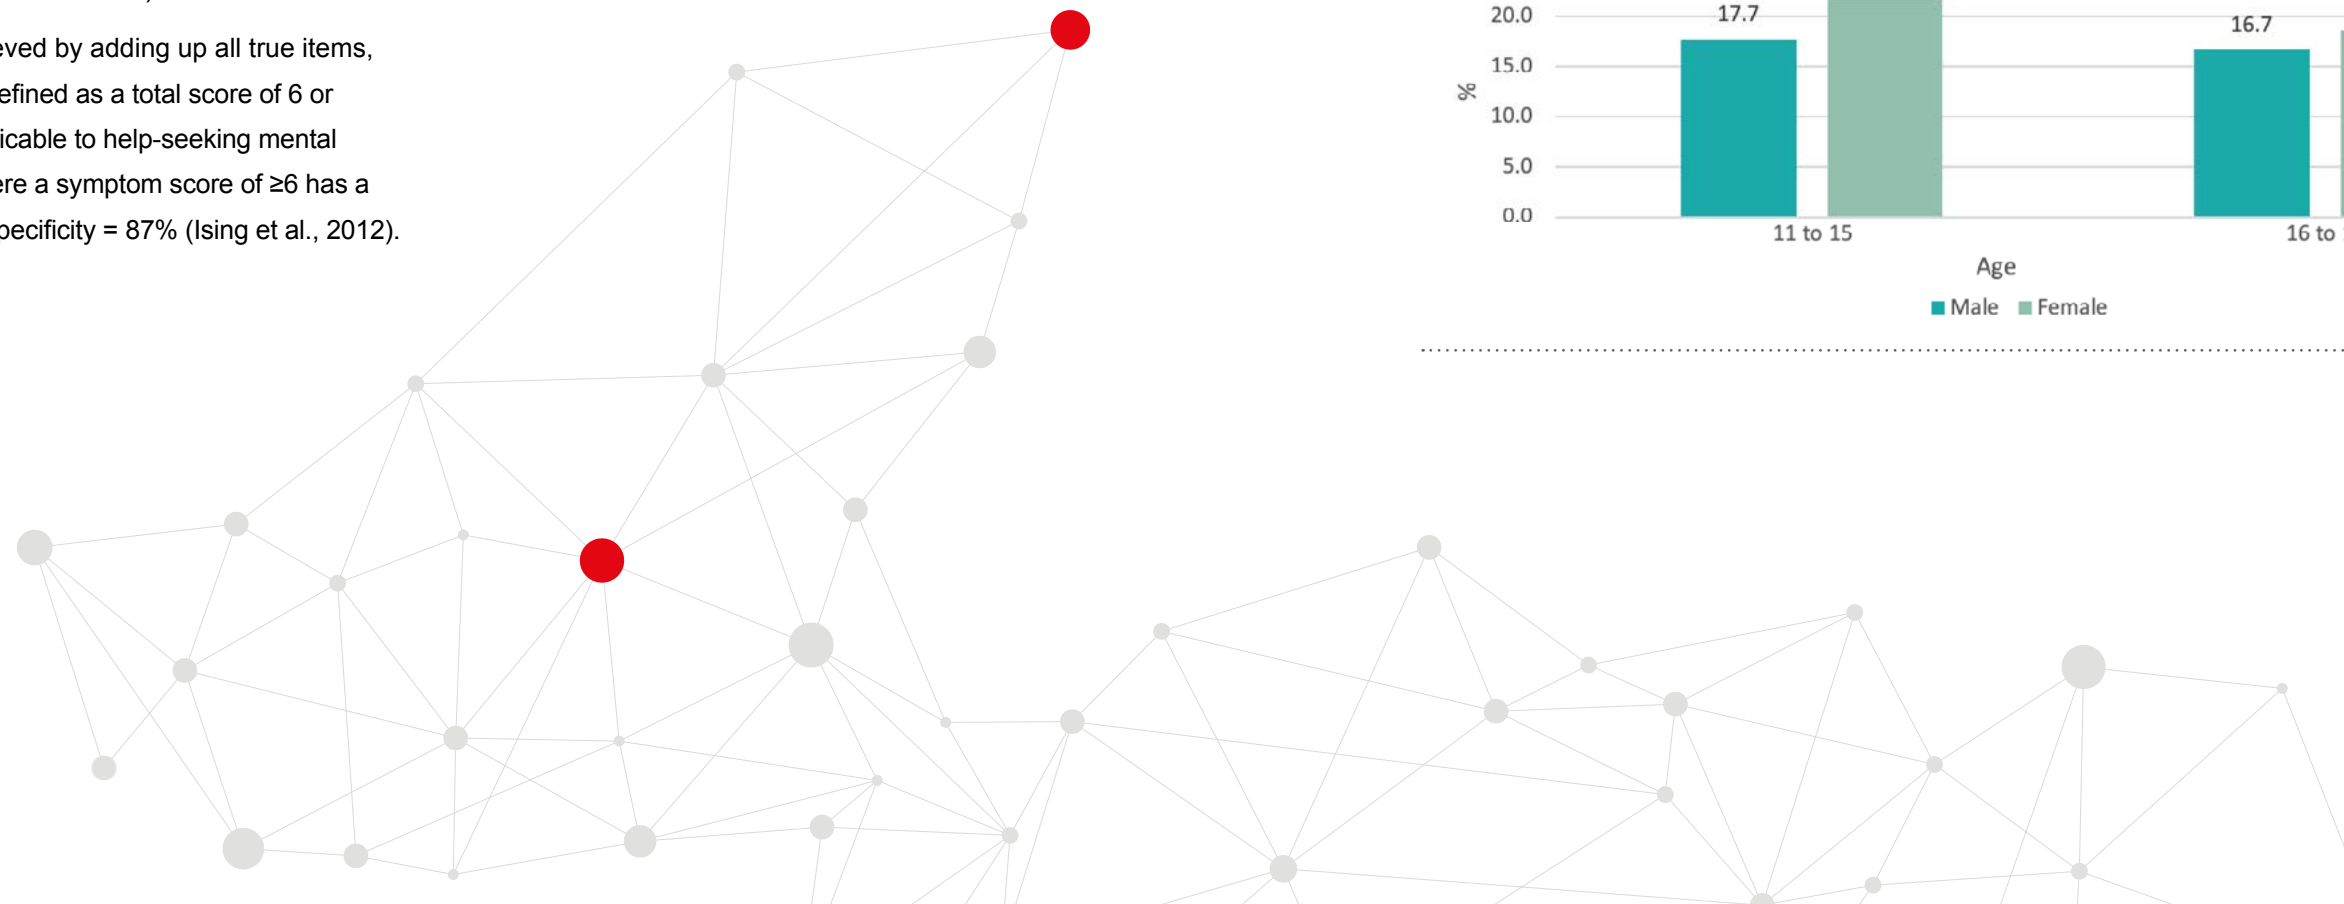 eved by adding up all true items,
efined as a total score of 6 or
icable to help-seeking mental
ere a symptom score of ≥6 has a
pecificity = 87% (Ising et al., 2012).
20.0
15.0
10.0
5.0
0.0
%
17.7
16.7
11 to 15
16 to
Age
Male Female